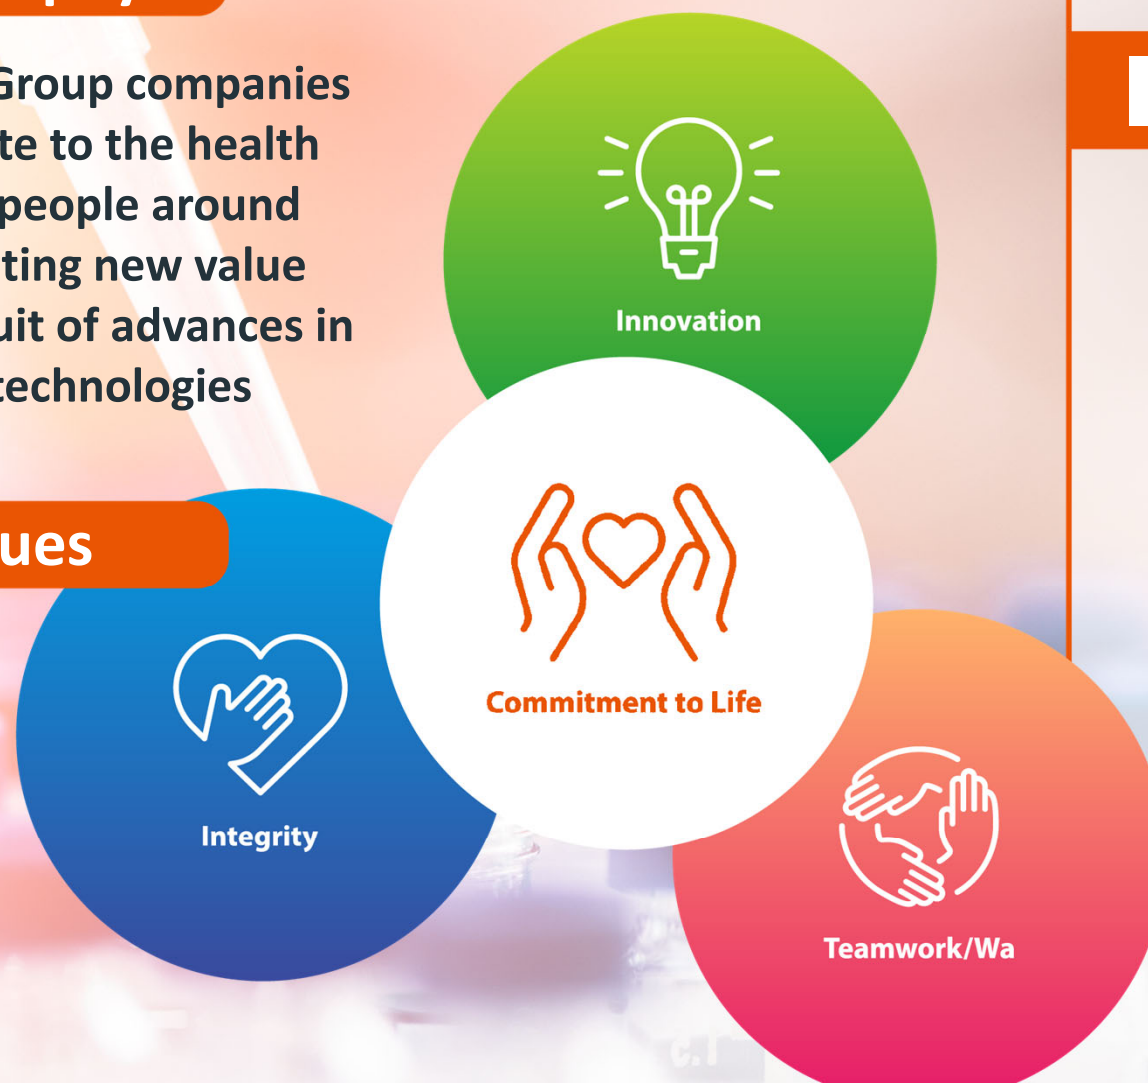 Group companies
te to the health
people around
ting new value
uit of advances in
technologies
ues
Innovation
Commitment to Life
Integrity
Teamwork/Wa